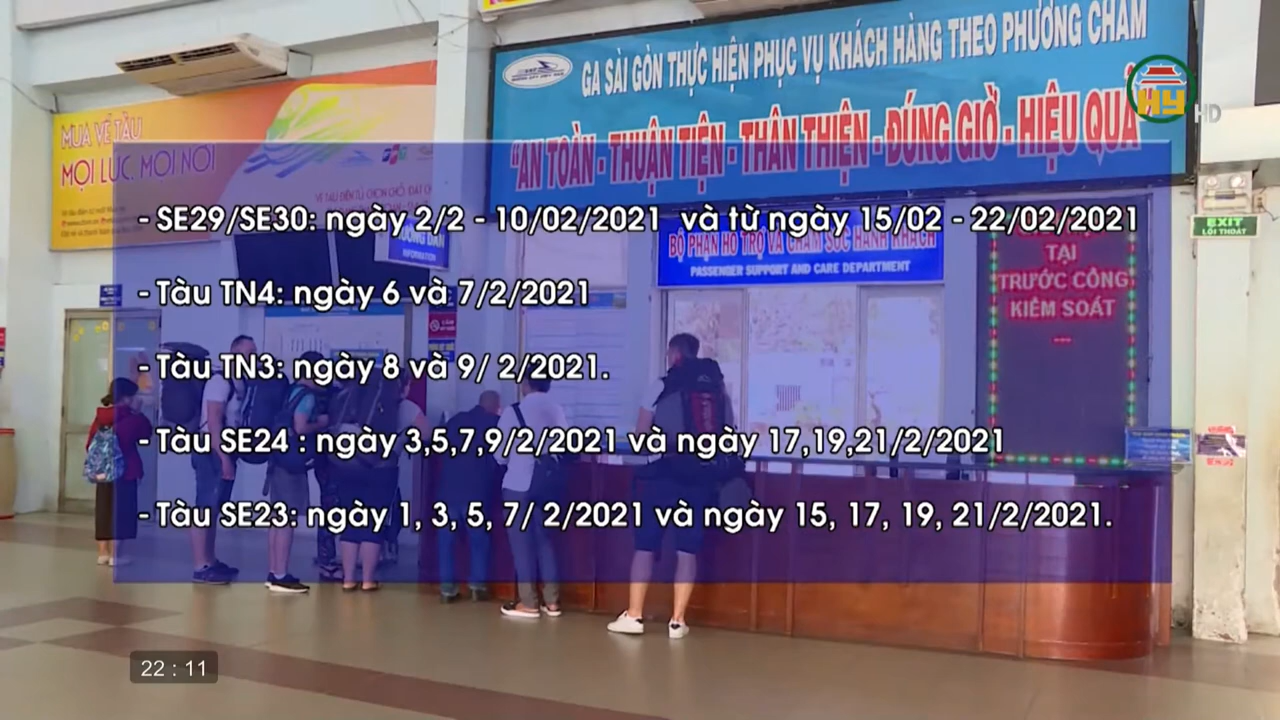 GA SÀI GÒN THỰC HIỆN PHỤC VỤ KHÁCH HÀNG THEO PHƯƠNG CHÂM
"AN TOÀN - THUẬN TIỆN - THÂN THIỆN - ĐÚNG GIỜ - HIỆU QUẢ"
HY HD
MUA VÉ TÀU
MỌI LÚC, MỌI NƠI
FPT
- SE29/SE30: ngày 2/2 - 10/02/2021 và từ ngày 15/02 - 22/02/2021
EXIT
LỐI THOÁT
INFORMATION
BỘ PHẬN HỖ TRỢ VÀ CHĂM SÓC HÀNH KHÁCH
PASSENGER SUPPORT AND CARE DEPARTMENT
TẠI
TRƯỚC CỔNG
KIỂM SOÁT
- Tàu TN4: ngày 6 và 7/2/2021
- Tàu TN3: ngày 8 và 9/ 2/2021.
- Tàu SE24 : ngày 3,5,7,9/2/2021 và ngày 17,19,21/2/2021
- Tàu SE23: ngày 1, 3, 5, 7/ 2/2021 và ngày 15, 17, 19, 21/2/2021.
22 : 11